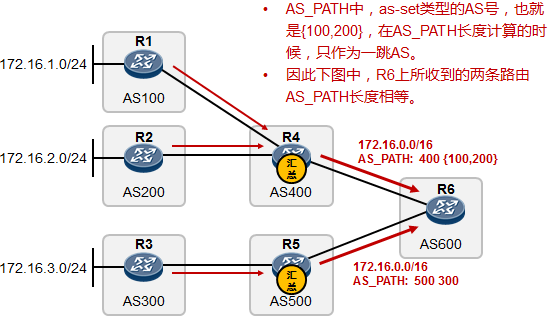 • AS_PATH中，as-set类型的AS号，也就
是{100,200}，在AS_PATH长度计算的时
候，只作为一跳AS。
• 因此下图中，R6上所收到的两条路由
AS_PATH长度相等。
R1
172.16.1.0/24
AS100
R2
172.16.2.0/24
AS200
R4
汇总
AS400
172.16.0.0/16
AS_PATH: 400 {100,200}
R6
AS600
R3
172.16.3.0/24
AS300
R5
汇总
AS500
172.16.0.0/16
AS_PATH: 500 300